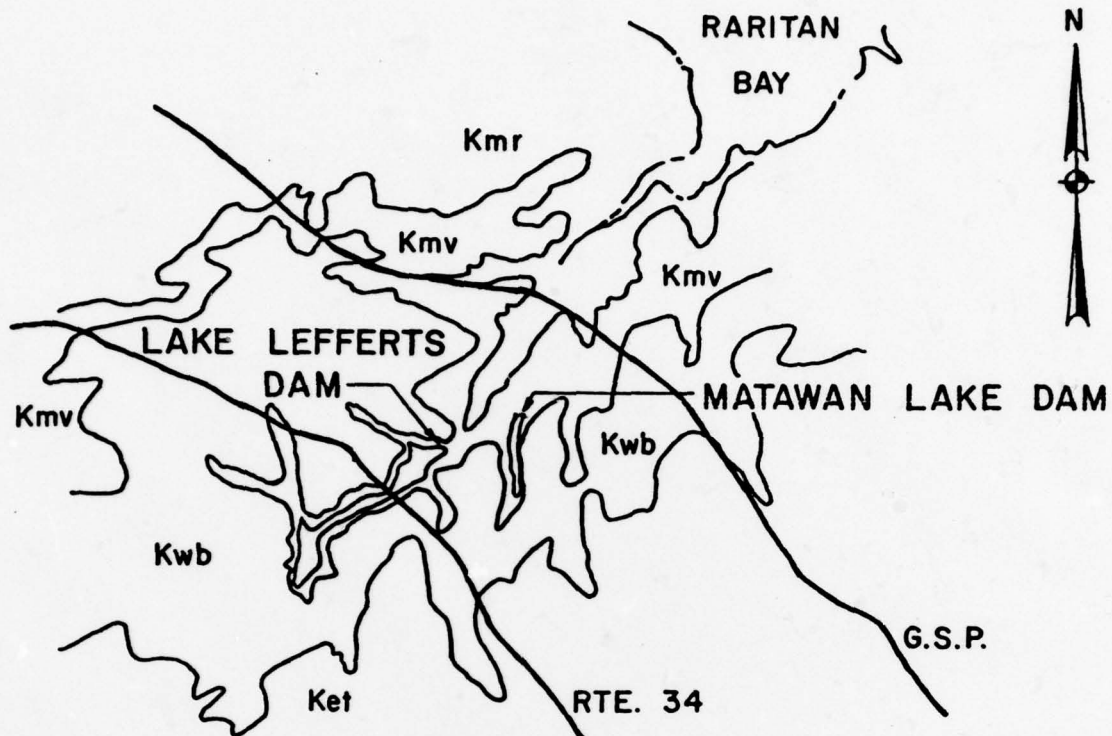 N
RARITAN
BAY
Kmr
Kmv
Kmv
LAKE LEFFERTS
DAM
MATAWAN LAKE DAM
Kmv
Kwb
Kwb
G.S.P.
Ket
RTE. 34